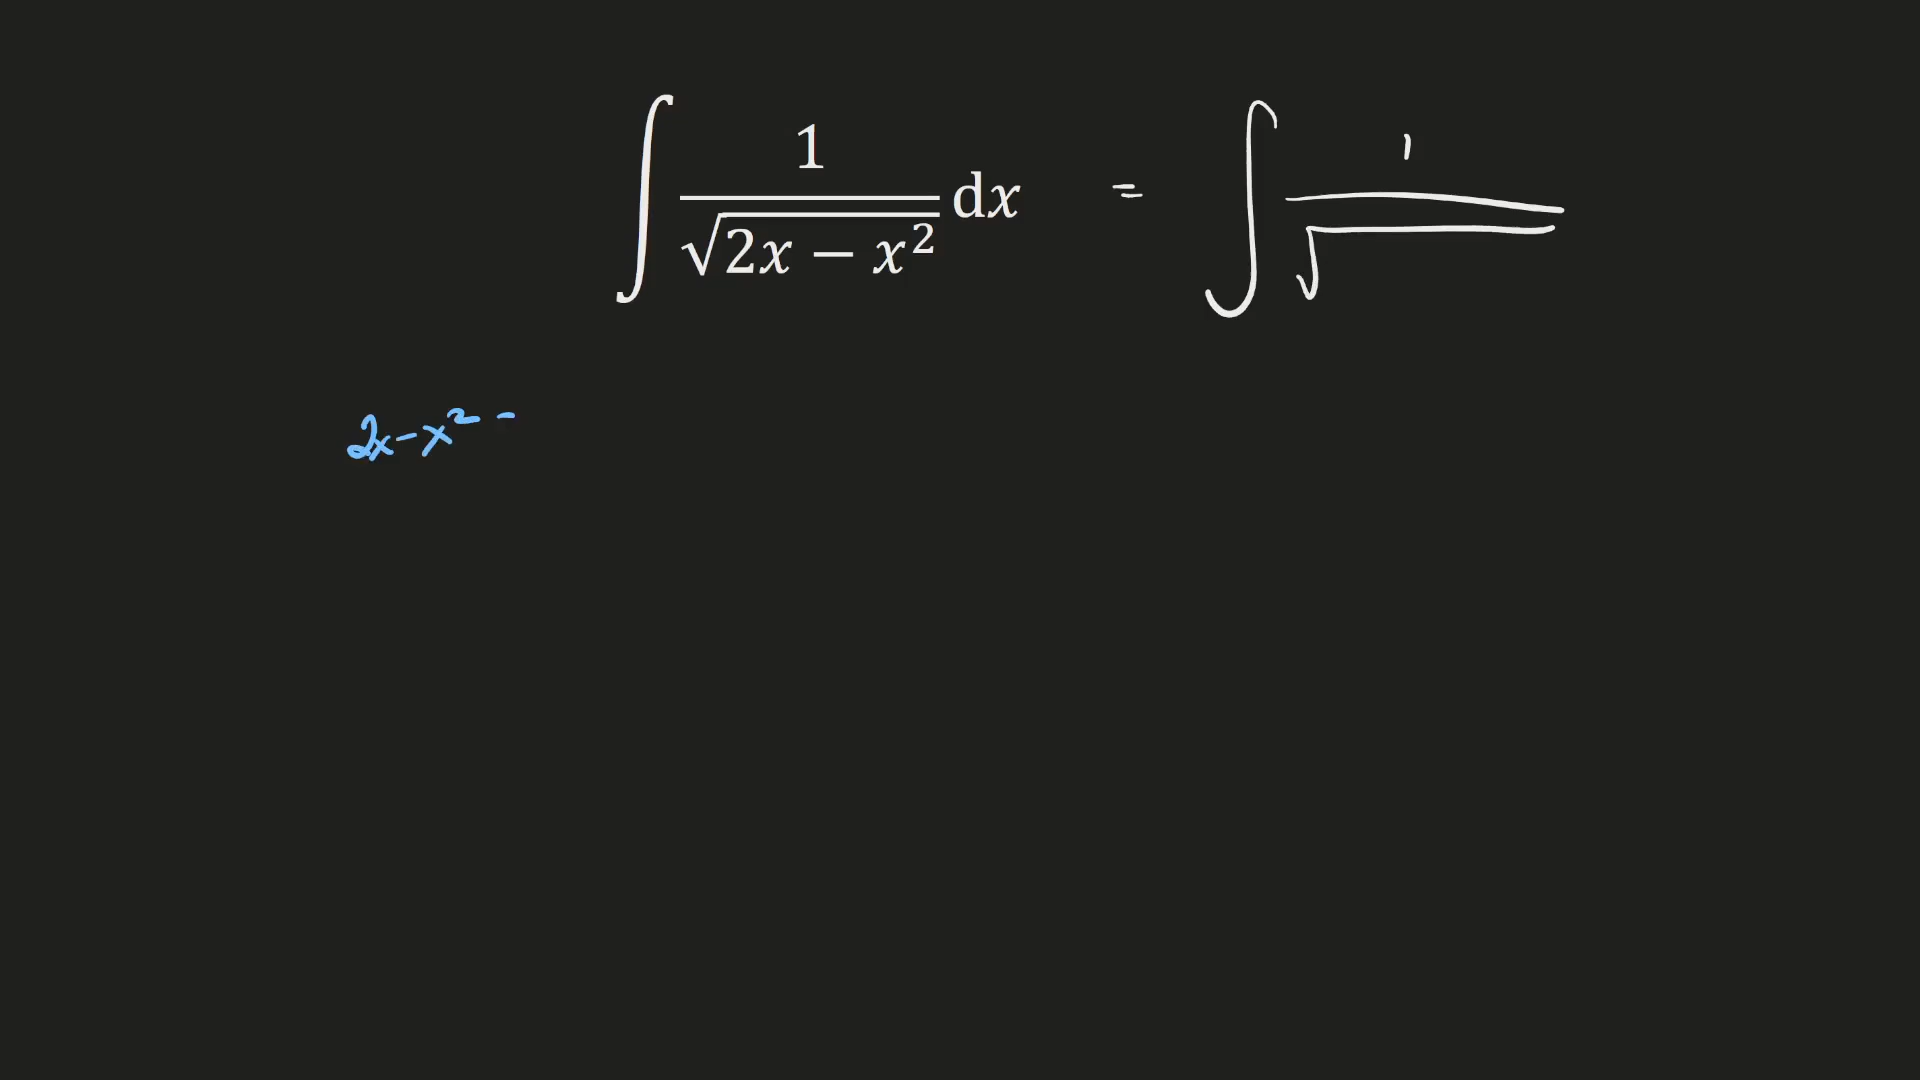 ∫ 1/√(2x − x²) dx = ∫ 1/√
2x - x² -